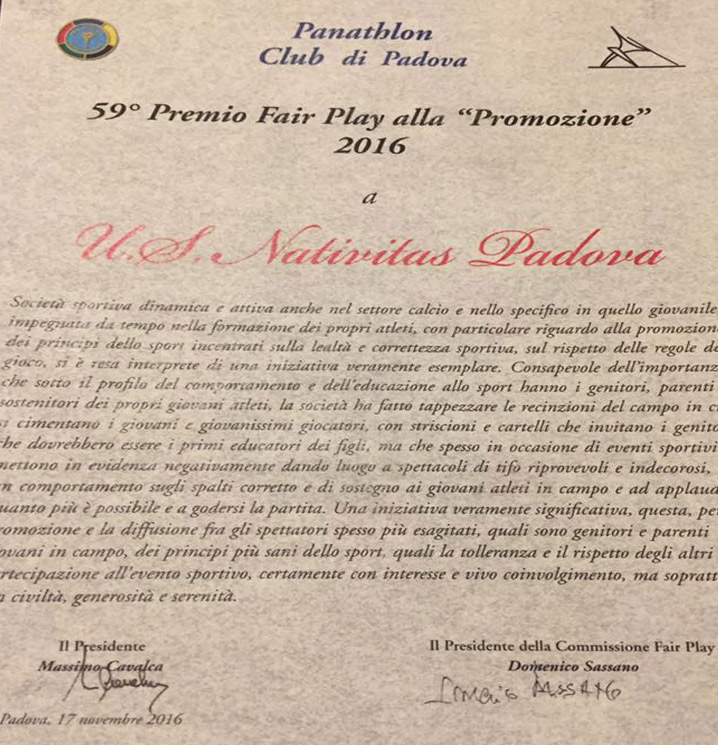 Panathlon
Club di Padova
59° Premio Fair Play alla “Promozione”
2016
a
U.S. Nativitas Padova
Società sportiva dinamica e attiva anche nel settore calcio e nello specifico in quello giovanile,
impegnata da tempo nella formazione dei propri atleti, con particolare riguardo alla promozion
dei principi dello sport incentrati sulla lealtà e correttezza sportiva, sul rispetto delle regole de
gioco, si è resa interprete di una iniziativa veramente esemplare. Consapevole dell'importanz
che sotto il profilo del comportamento e dell'educazione allo sport hanno i genitori, parenti
sostenitori dei propri giovani atleti, la società ha fatto tappezzare le recinzioni del campo in c
si cimentano i giovani e giovanissimi giocatori, con striscioni e cartelli che invitano i genito
che dovrebbero essere i primi educatori dei figli, ma che spesso in occasione di eventi sportivi
mettono in evidenza negativamente dando luogo a spettacoli di tifo riprovevoli e indecorosi,
n comportamento sugli spalti corretto e di sostegno ai giovani atleti in campo e ad applaud
uanto più è possibile e a godersi la partita. Una iniziativa veramente significativa, questa, pe
romozione e la diffusione fra gli spettatori spesso più esagitati, quali sono genitori e parenti
ovani in campo, dei principi più sani dello sport, quali la tolleranza e il rispetto degli altri
rtecipazione all'evento sportivo, certamente con interesse e vivo coinvolgimento, ma sopratt
n civiltà, generosità e serenità.
Il Presidente
Massimo Cavalca
Il Presidente della Commissione Fair Play
Domenico Sassano
Padova, 17 novembre 2016